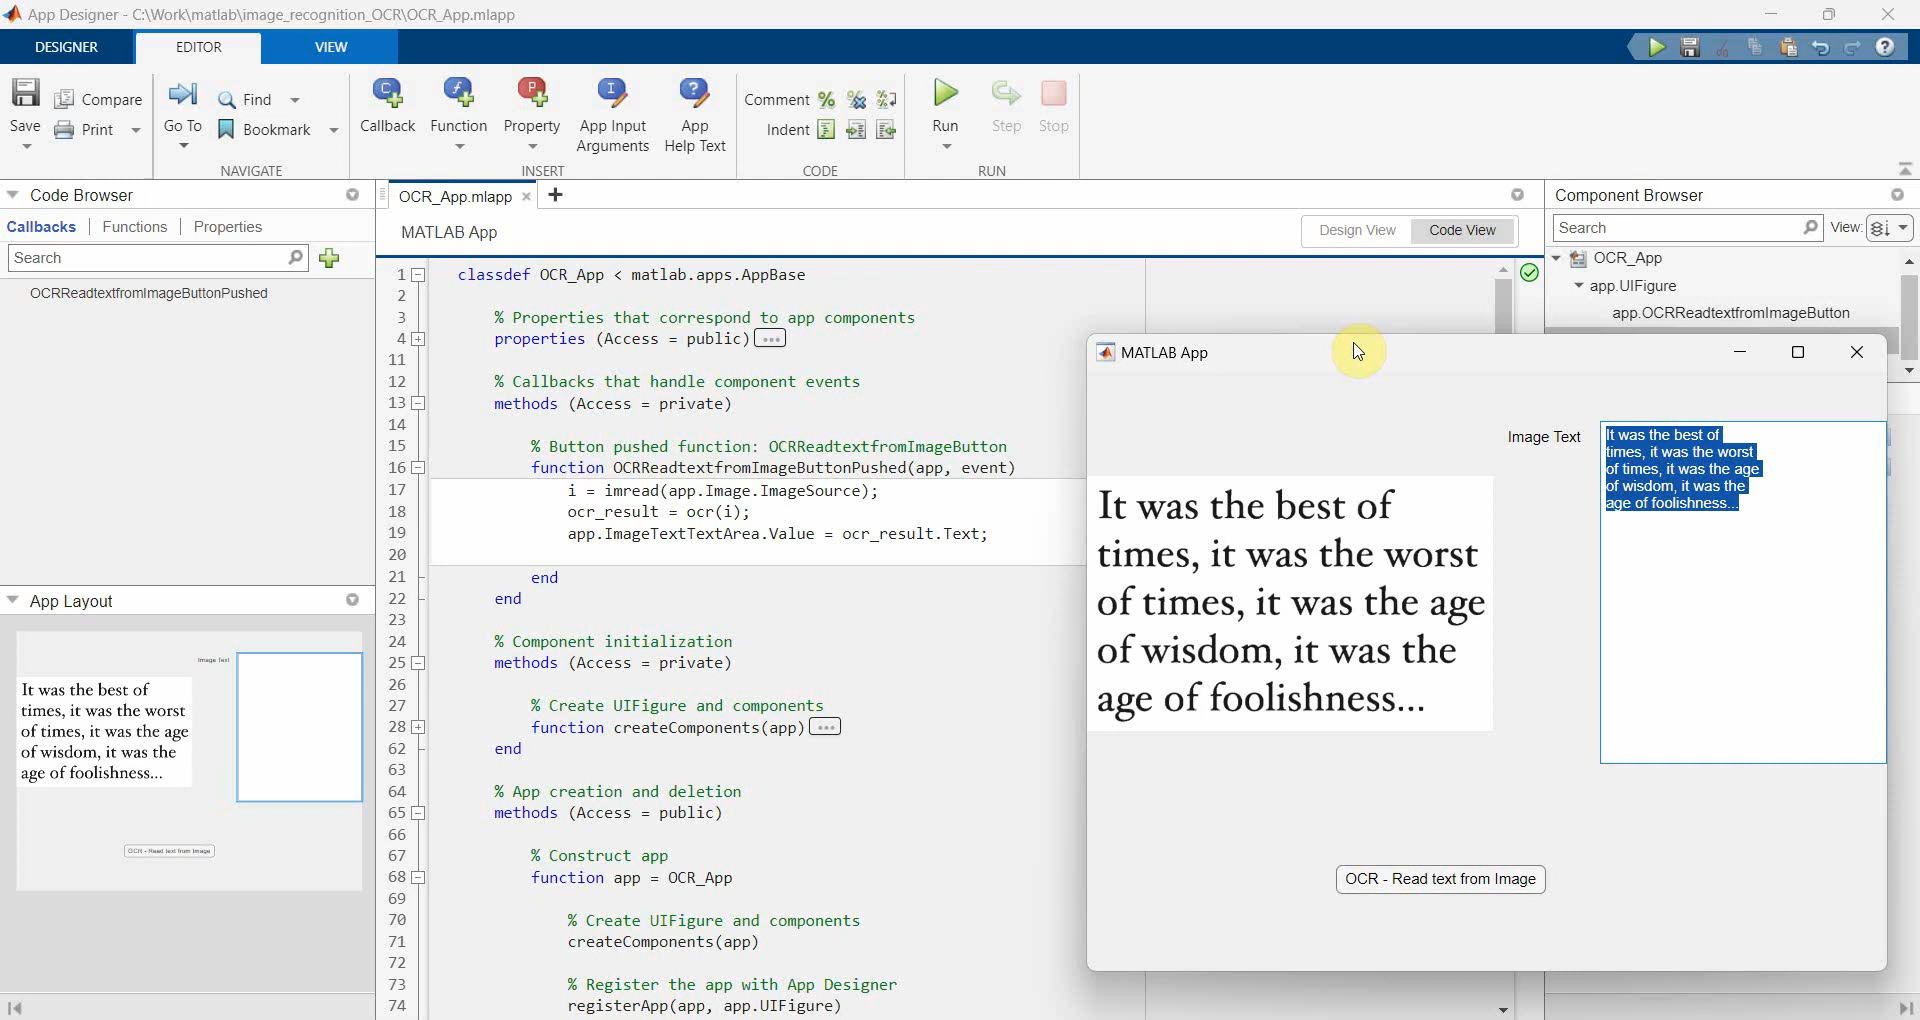 App Designer - C:\Work\matlab\image_recognition_OCR\OCR_App.mlapp
DESIGNER
EDITOR
VIEW
Save
Compare
Print
Go To
Find
Bookmark
NAVIGATE
Callback
Function
Property
App Input
Arguments
App
Help Text
INSERT
Comment
Indent
CODE
Run
Step
Stop
RUN
Code Browser
Callbacks
Functions
Properties
Search
OCRReadtextfromImageButtonPushed
App Layout
Image Text
It was the best of
times, it was the worst
of times, it was the age
of wisdom, it was the
age of foolishness...
OCR - Read text from Image
OCR_App.mlapp
MATLAB App
Design View
Code View
1 classdef OCR_App < matlab.apps.AppBase
2
3 % Properties that correspond to app components
4 properties (Access = public) ...
11
12 % Callbacks that handle component events
13 methods (Access = private)
14
15 % Button pushed function: OCRReadtextfromImageButton
16 function OCRReadtextfromImageButtonPushed(app, event)
17 i = imread(app.Image.ImageSource);
18 ocr_result = ocr(i);
19 app.ImageTextTextArea.Value = ocr_result.Text;
20
21 end
22 end
23
24 % Component initialization
25 methods (Access = private)
26
27 % Create UIFigure and components
28 function createComponents(app) ...
62 end
63
64 % App creation and deletion
65 methods (Access = public)
66
67 % Construct app
68 function app = OCR_App
69
70 % Create UIFigure and components
71 createComponents(app)
72
73 % Register the app with App Designer
74 registerApp(app, app.UIFigure)
Component Browser
Search
View:
OCR_App
app.UIFigure
app.OCRReadtextfromImageButton
MATLAB App
It was the best of
times, it was the worst
of times, it was the age
of wisdom, it was the
age of foolishness...
Image Text
It was the best of
times, it was the worst
of times, it was the age
of wisdom, it was the
age of foolishness...
OCR - Read text from Image